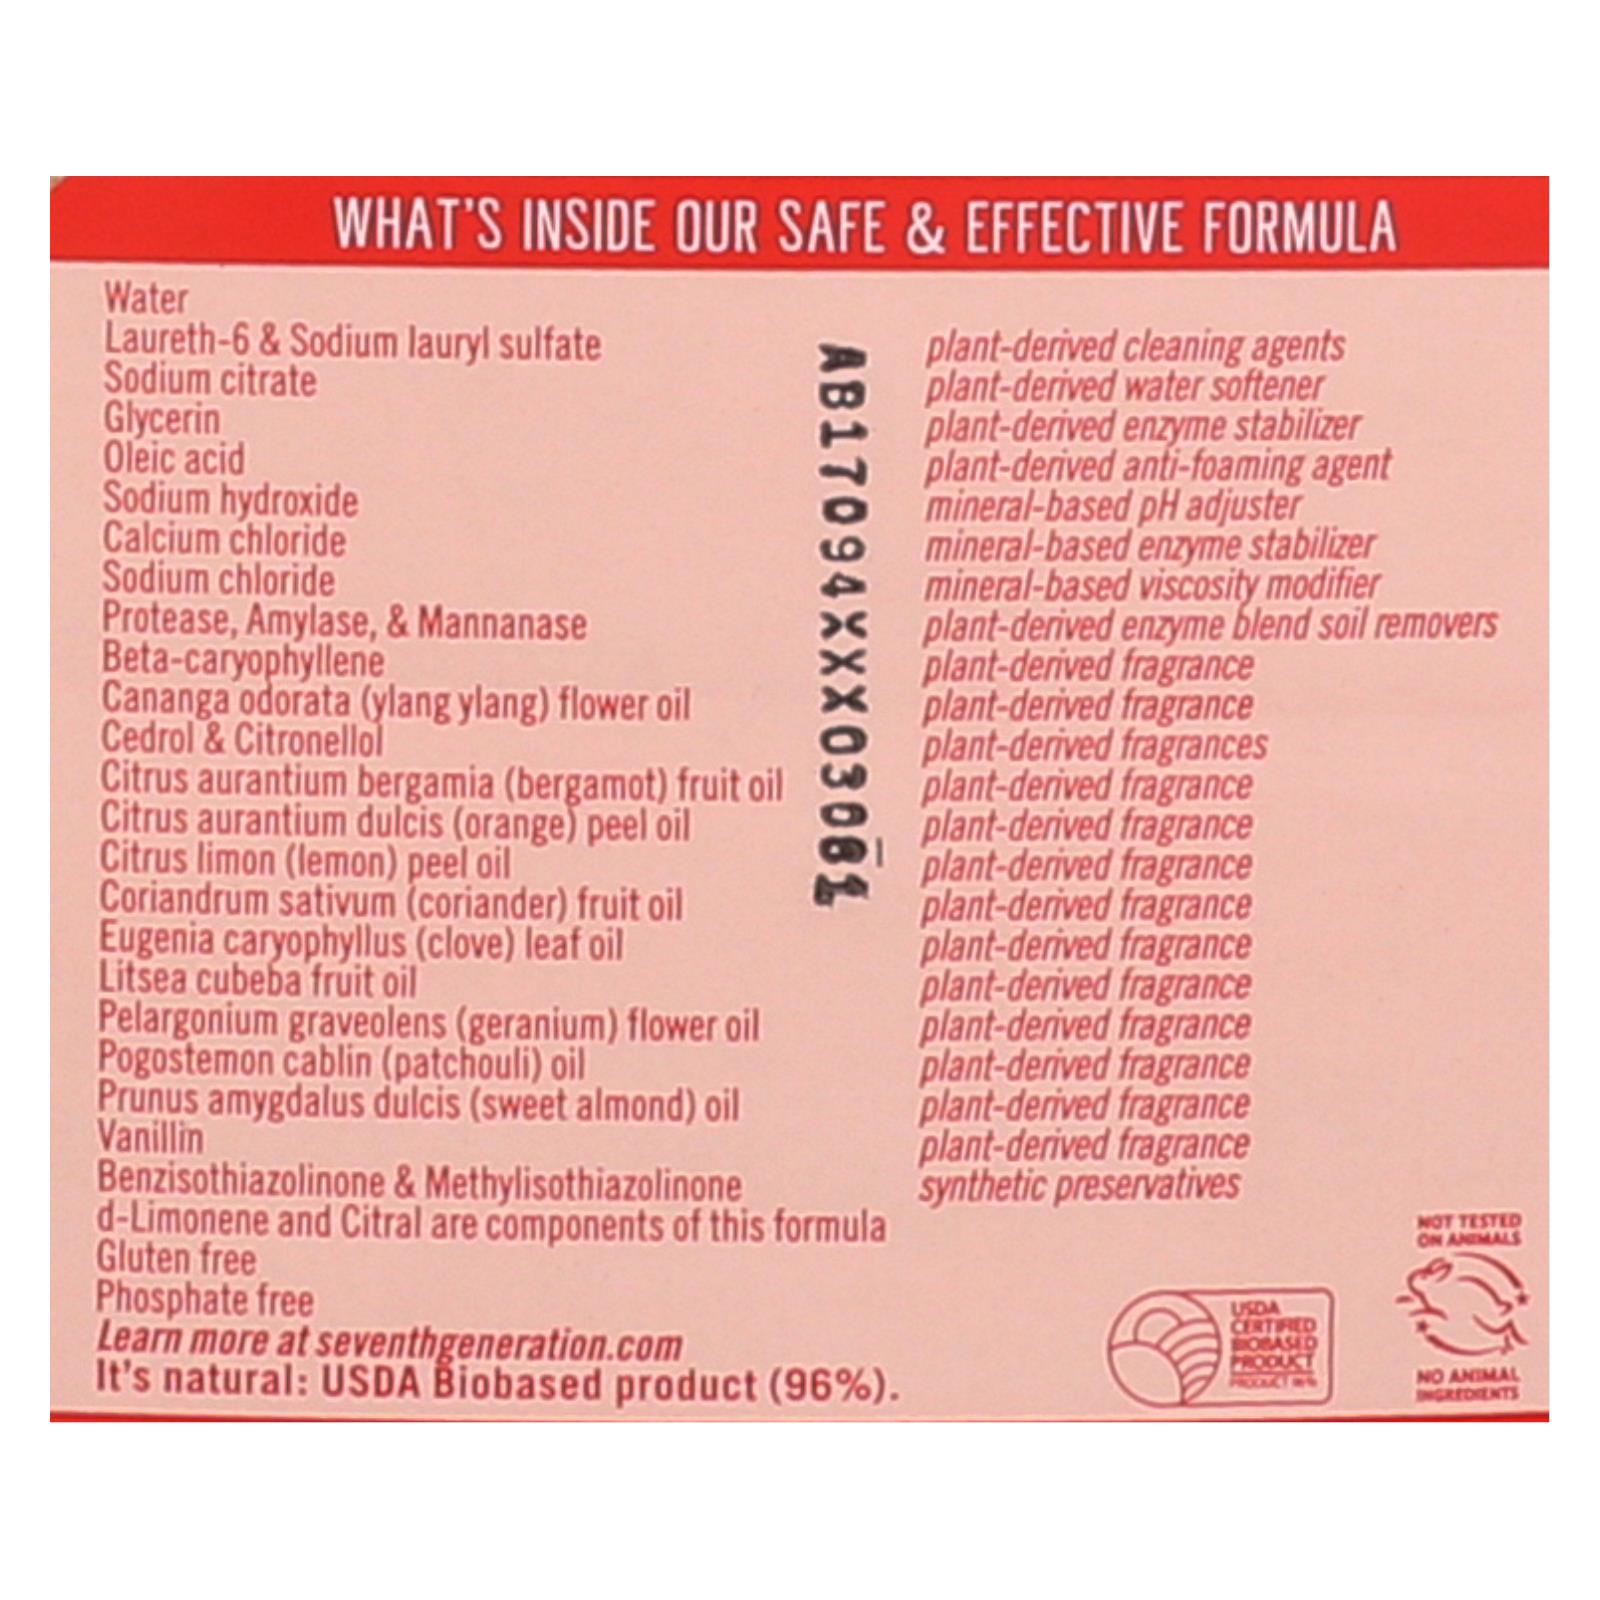 WHAT'S INSIDE OUR SAFE & EFFECTIVE FORMULA
Water
Laureth-6 & Sodium lauryl sulfate plant-derived cleaning agents
Sodium citrate plant-derived water softener
Glycerin plant-derived enzyme stabilizer
Oleic acid plant-derived anti-foaming agent
Sodium hydroxide mineral-based pH adjuster
Calcium chloride mineral-based enzyme stabilizer
Sodium chloride mineral-based viscosity modifier
Protease, Amylase, & Mannanase plant-derived enzyme blend soil removers
Beta-caryophyllene plant-derived fragrance
Cananga odorata (ylang ylang) flower oil plant-derived fragrance
Cedrol & Citronellol plant-derived fragrances
Citrus aurantium bergamia (bergamot) fruit oil plant-derived fragrance
Citrus aurantium dulcis (orange) peel oil plant-derived fragrance
Citrus limon (lemon) peel oil plant-derived fragrance
Coriandrum sativum (coriander) fruit oil plant-derived fragrance
Eugenia caryophyllus (clove) leaf oil plant-derived fragrance
Litsea cubeba fruit oil plant-derived fragrance
Pelargonium graveolens (geranium) flower oil plant-derived fragrance
Pogostemon cablin (patchouli) oil plant-derived fragrance
Prunus amygdalus dulcis (sweet almond) oil plant-derived fragrance
Vanillin plant-derived fragrance
Benzisothiazolinone & Methylisothiazolinone synthetic preservatives
d-Limonene and Citral are components of this formula
Gluten free
Phosphate free
Learn more at seventhgeneration.com
It's natural: USDA Biobased product (96%).
USDA
CERTIFIED
BIOBASED
PRODUCT
PRODUCT 96%
NOT TESTED
ON ANIMALS
NO ANIMAL
INGREDIENTS